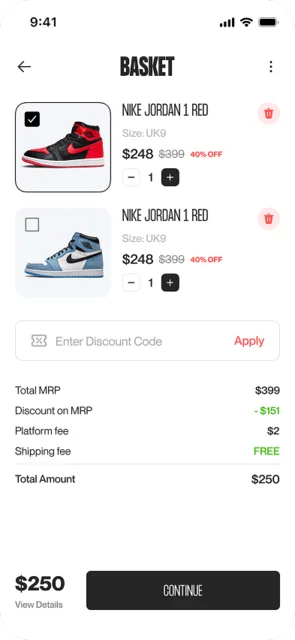 9:41
BASKET
NIKE JORDAN 1 RED
Size: UK9
$248 $399 40% OFF
− 1 +
NIKE JORDAN 1 RED
Size: UK9
$248 $399 40% OFF
− 1 +
Enter Discount Code Apply
Total MRP $399
Discount on MRP - $151
Platform fee $2
Shipping fee FREE
Total Amount $250
$250
View Details
CONTINUE